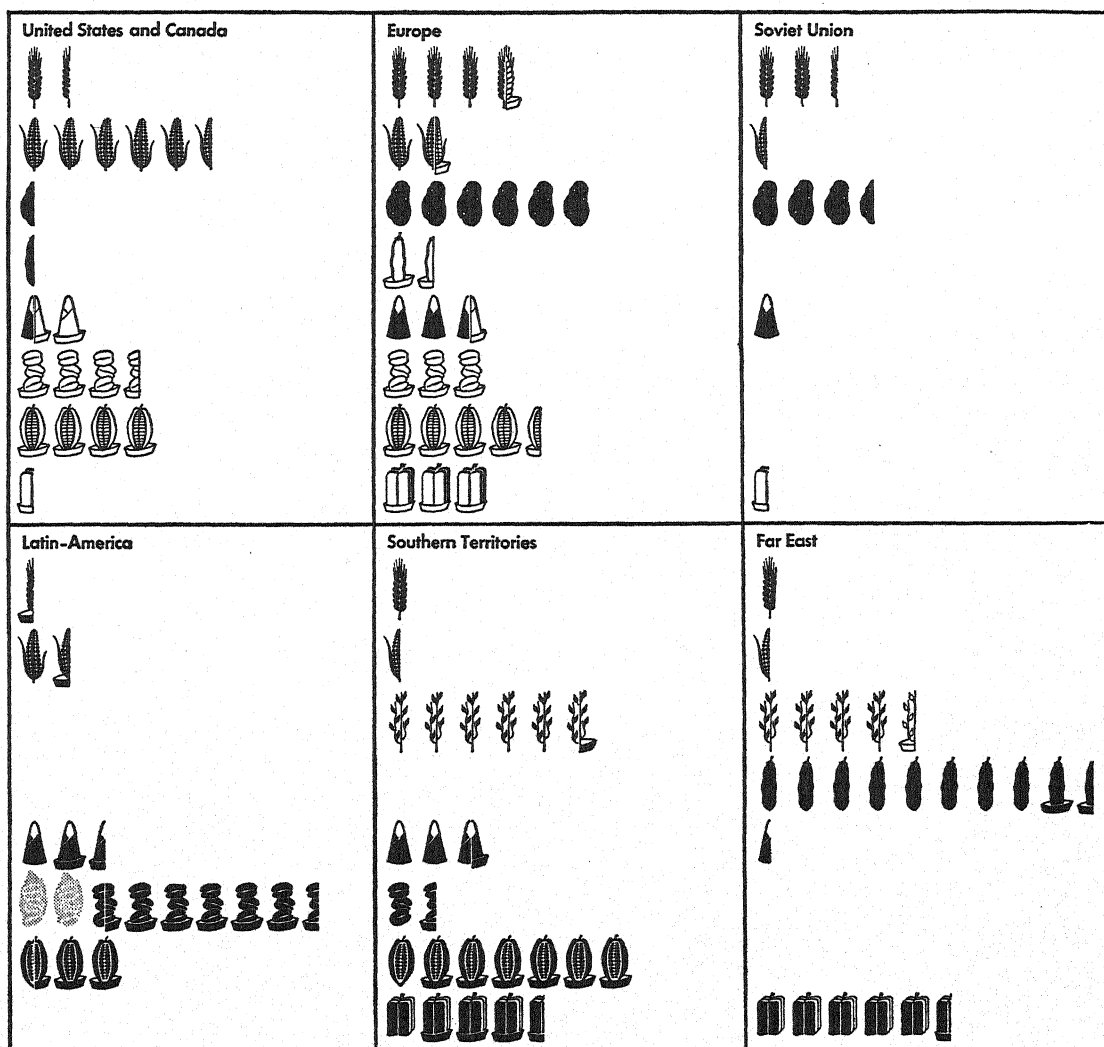 United States and Canada
Europe
Soviet Union
Latin-America
Southern Territories
Far East